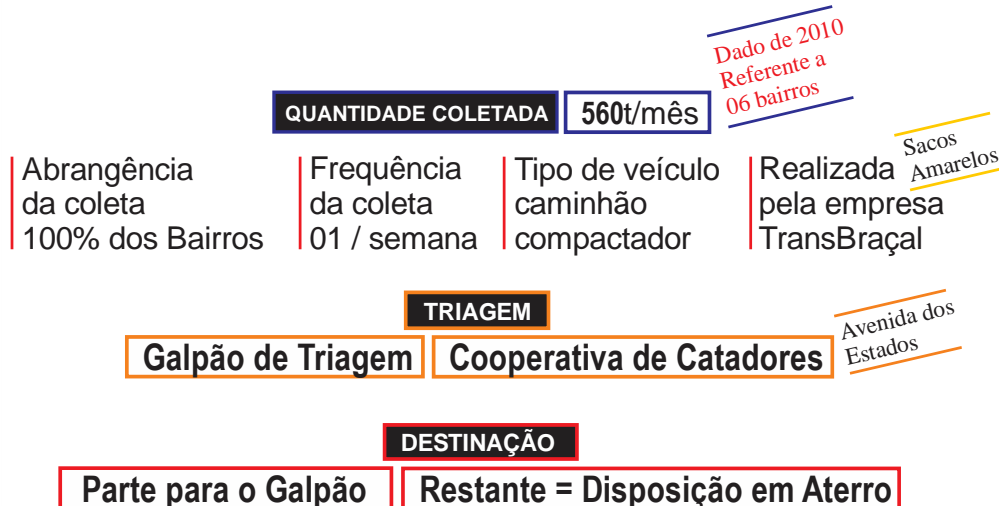 Dado de 2010
Referente a
06 bairros
QUANTIDADE COLETADA 560t/mês
Sacos
Amarelos
Abrangência
da coleta
100% dos Bairros
Frequência
da coleta
01 / semana
Tipo de veículo
caminhão
compactador
Realizada
pela empresa
TransBraçal
TRIAGEM
Galpão de Triagem Cooperativa de Catadores
Avenida dos
Estados
DESTINAÇÃO
Parte para o Galpão Restante = Disposição em Aterro